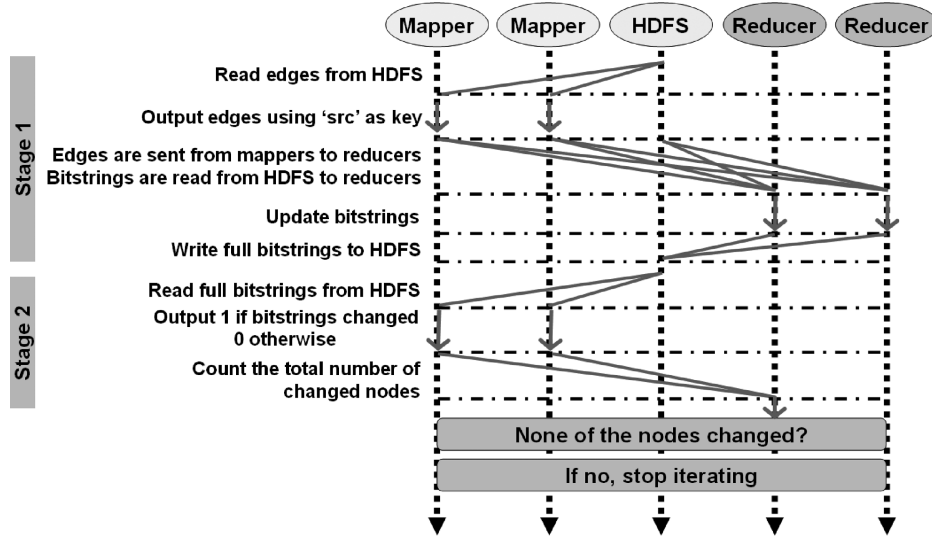 Mapper Mapper HDFS Reducer Reducer
Stage 1
Read edges from HDFS
Output edges using ‘src’ as key
Edges are sent from mappers to reducers
Bitstrings are read from HDFS to reducers
Update bitstrings
Write full bitstrings to HDFS
Stage 2
Read full bitstrings from HDFS
Output 1 if bitstrings changed
0 otherwise
Count the total number of
changed nodes
None of the nodes changed?
If no, stop iterating